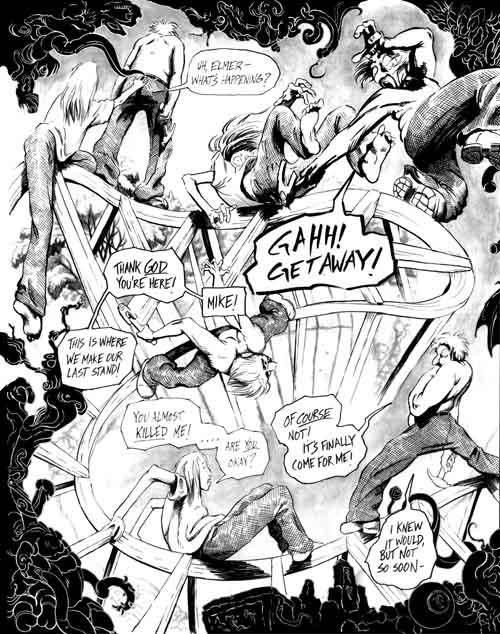 UH, ELMER—
WHAT'S HAPPENING?
GAHH!
GET AWAY!
THANK GOD
YOU'RE HERE!
MIKE!
THIS IS WHERE
WE MAKE OUR
LAST STAND!
YOU ALMOST
KILLED ME!
.... ARE YOU
OKAY?
OF COURSE
NOT!
IT'S FINALLY
COME FOR ME!
I KNEW
IT WOULD,
BUT NOT
SO SOON—